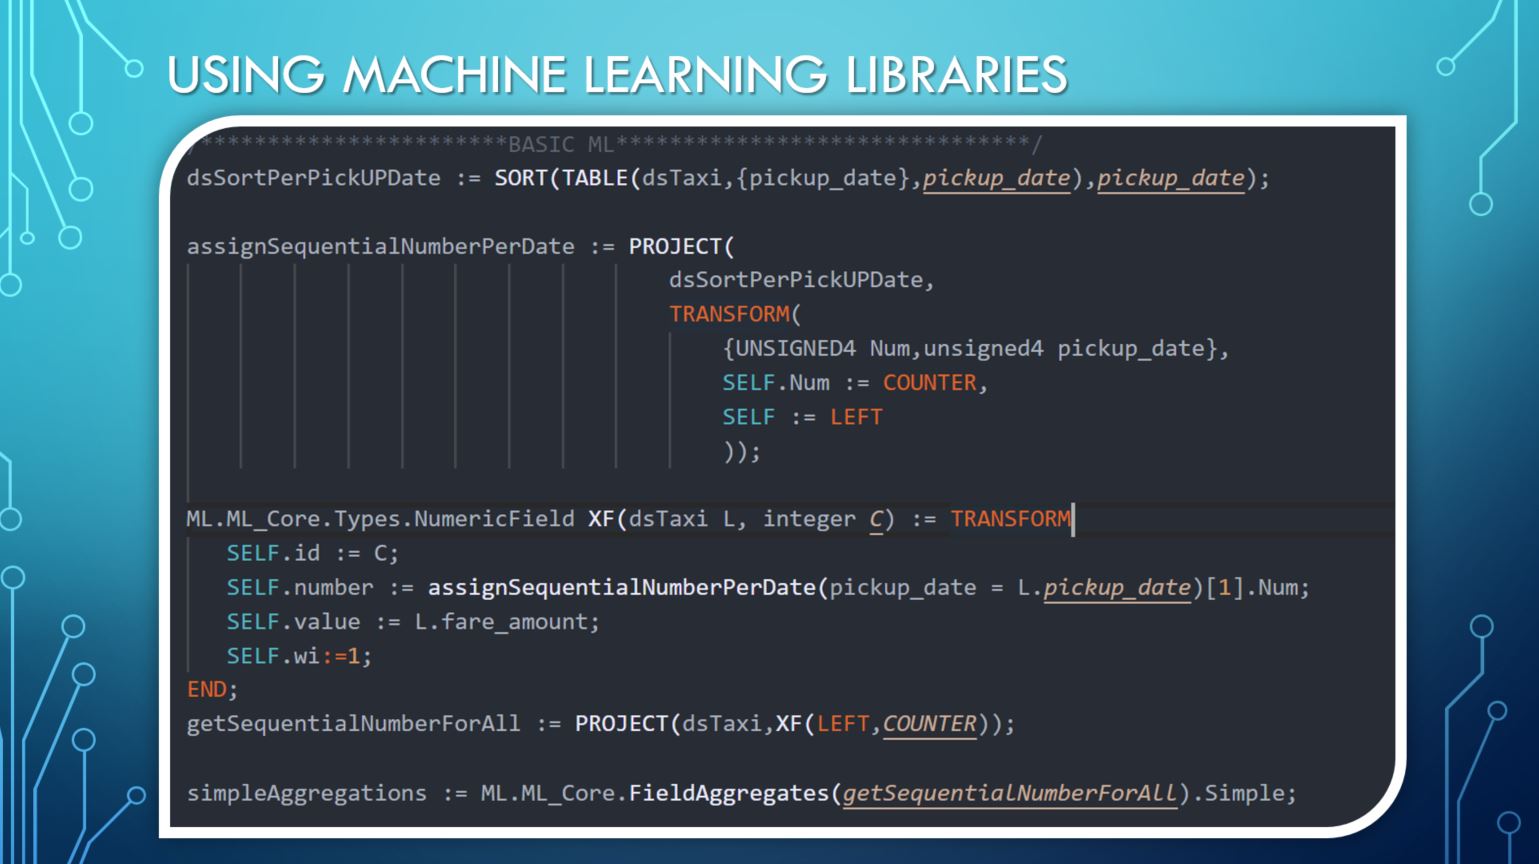 USING MACHINE LEARNING LIBRARIES
/***********************BASIC ML*******************************/
dsSortPerPickUPDate := SORT(TABLE(dsTaxi,{pickup_date},pickup_date),pickup_date);
assignSequentialNumberPerDate := PROJECT(
dsSortPerPickUPDate,
TRANSFORM(
{UNSIGNED4 Num,unsigned4 pickup_date},
SELF.Num := COUNTER,
SELF := LEFT
));
ML.ML_Core.Types.NumericField XF(dsTaxi L, integer C) := TRANSFORM
SELF.id := C;
SELF.number := assignSequentialNumberPerDate(pickup_date = L.pickup_date)[1].Num;
SELF.value := L.fare_amount;
SELF.wi:=1;
END;
getSequentialNumberForAll := PROJECT(dsTaxi,XF(LEFT,COUNTER));
simpleAggregations := ML.ML_Core.FieldAggregates(getSequentialNumberForAll).Simple;